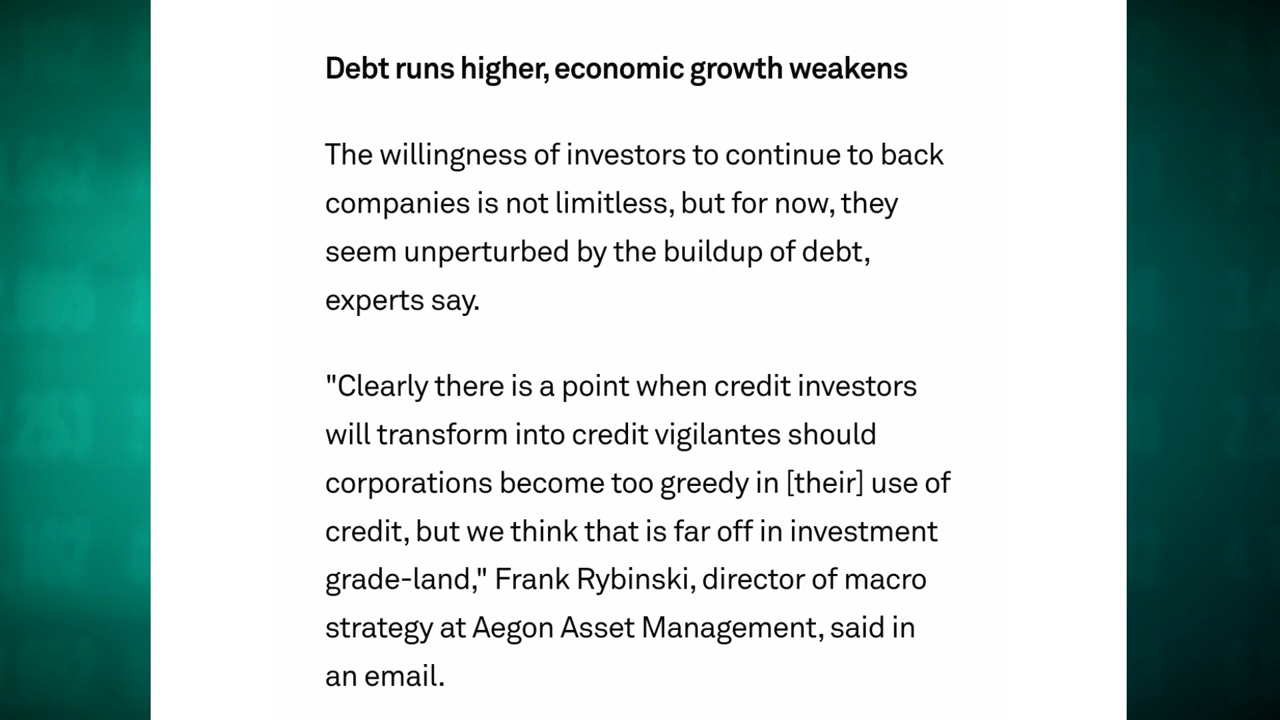 Debt runs higher, economic growth weakens
The willingness of investors to continue to back
companies is not limitless, but for now, they
seem unperturbed by the buildup of debt,
experts say.
"Clearly there is a point when credit investors
will transform into credit vigilantes should
corporations become too greedy in [their] use of
credit, but we think that is far off in investment
grade-land," Frank Rybinski, director of macro
strategy at Aegon Asset Management, said in
an email.